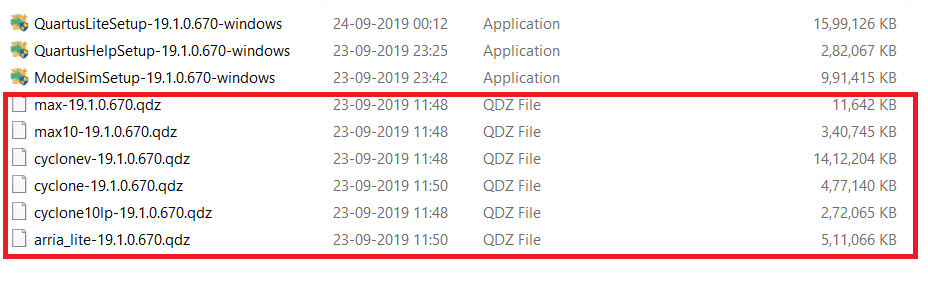 QuartusLiteSetup-19.1.0.670-windows 24-09-2019 00:12 Application 15,99,126 KB
QuartusHelpSetup-19.1.0.670-windows 23-09-2019 23:25 Application 2,82,067 KB
ModelSimSetup-19.1.0.670-windows 23-09-2019 23:42 Application 9,91,415 KB
max-19.1.0.670.qdz 23-09-2019 11:48 QDZ File 11,642 KB
max10-19.1.0.670.qdz 23-09-2019 11:48 QDZ File 3,40,745 KB
cyclonev-19.1.0.670.qdz 23-09-2019 11:48 QDZ File 14,12,204 KB
cyclone-19.1.0.670.qdz 23-09-2019 11:50 QDZ File 4,77,140 KB
cyclone10lp-19.1.0.670.qdz 23-09-2019 11:48 QDZ File 2,72,065 KB
arria_lite-19.1.0.670.qdz 23-09-2019 11:50 QDZ File 5,11,066 KB